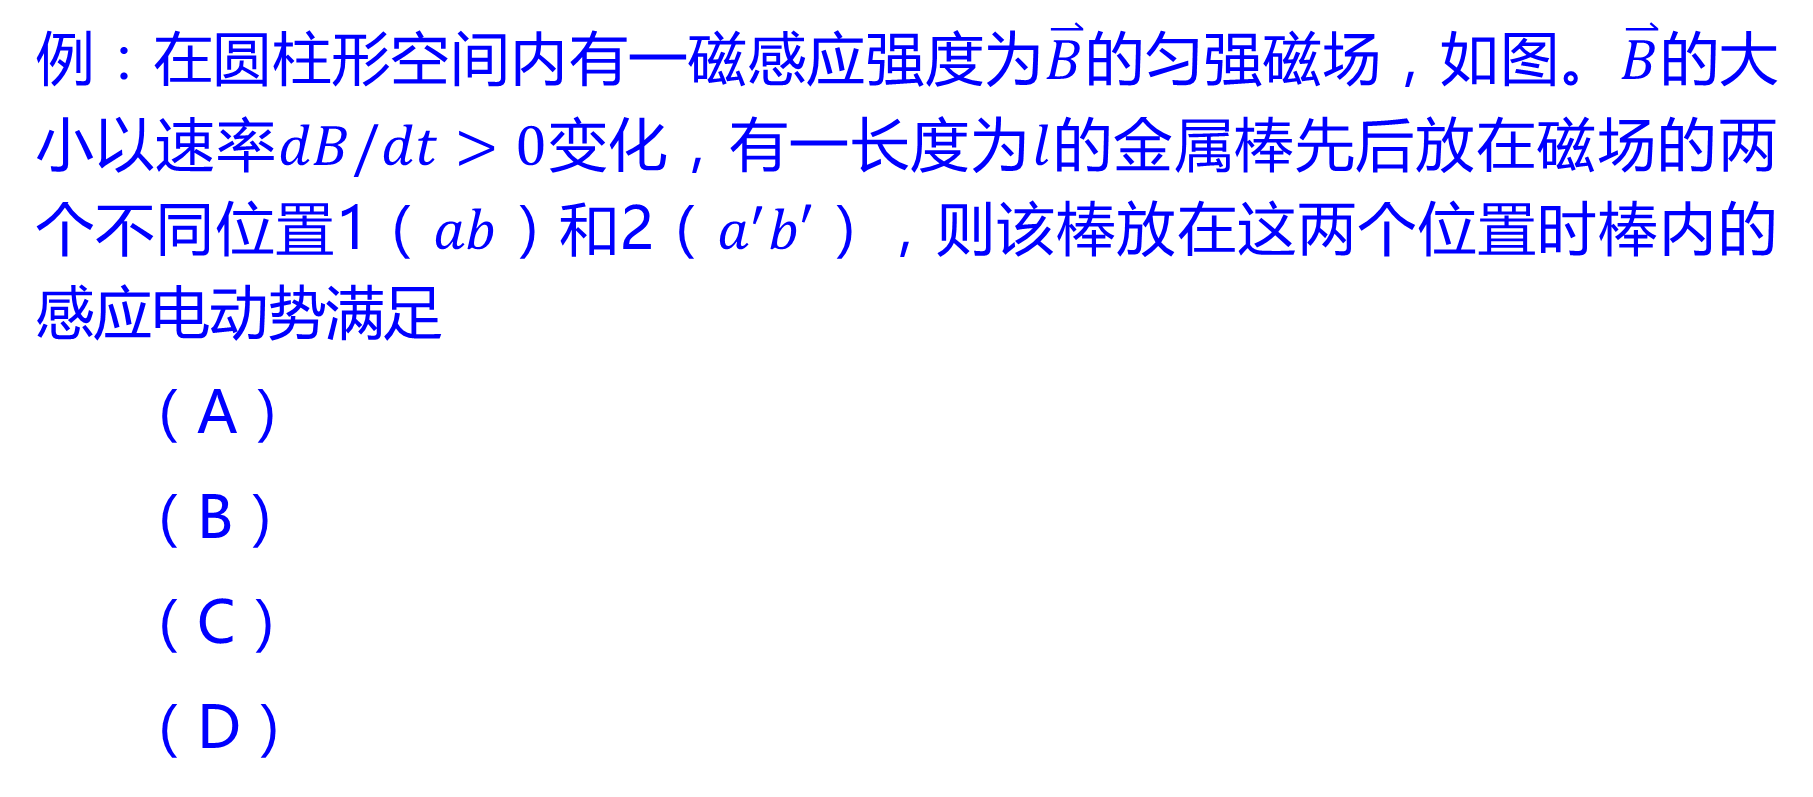 例：在圆柱形空间内有一磁感应强度为$\vec{B}$的匀强磁场，如图。$\vec{B}$的大
小以速率$dB/dt > 0$变化，有一长度为$l$的金属棒先后放在磁场的两
个不同位置1（$ab$）和2（$a'b'$），则该棒放在这两个位置时棒内的
感应电动势满足
（A）
（B）
（C）
（D）